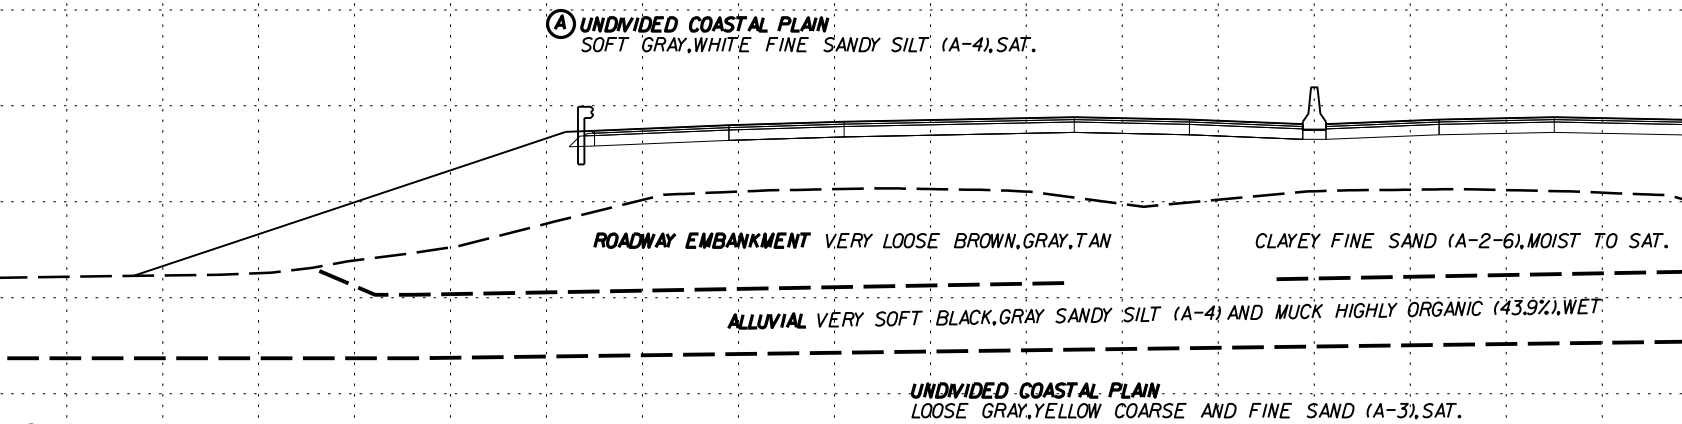 A UNDIVIDED COASTAL PLAIN
SOFT GRAY, WHITE FINE SANDY SILT (A-4), SAT.
ROADWAY EMBANKMENT VERY LOOSE BROWN, GRAY, TAN CLAYEY FINE SAND (A-2-6), MOIST TO SAT.
ALLUVIAL VERY SOFT BLACK, GRAY SANDY SILT (A-4) AND MUCK HIGHLY ORGANIC (43.9%), WET
UNDIVIDED COASTAL PLAIN
LOOSE GRAY, YELLOW COARSE AND FINE SAND (A-3), SAT.